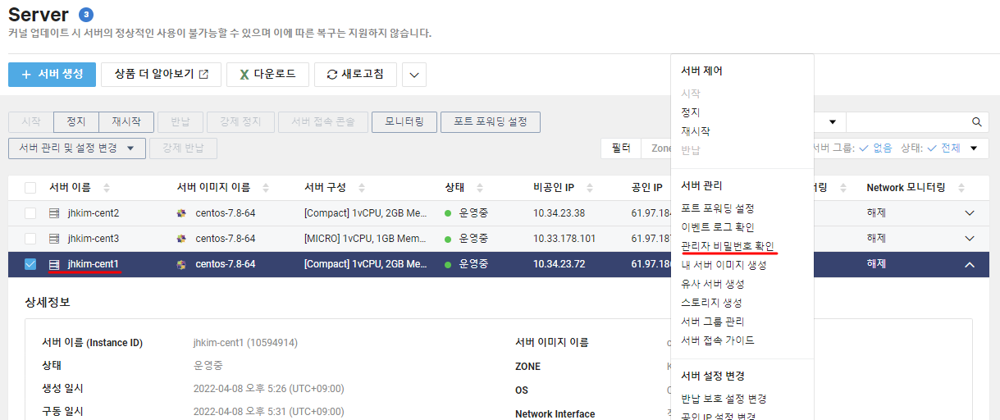 Server 3
커널 업데이트 시 서버의 정상적인 사용이 불가능할 수 있으며 이에 따른 복구는 지원하지 않습니다.
+ 서버 생성 상품 더 알아보기 다운로드 새로고침
시작 정지 재시작 반납 강제 정지 서버 접속 콘솔 모니터링 포트 포워딩 설정
서버 관리 및 설정 변경 강제 반납
필터 Zone 서버 그룹: 없음 상태: 전체
서버 이름 서버 이미지 이름 서버 구성 상태 비공인 IP 공인 IP Network 모니터링
jhkim-cent2 centos-7.8-64 [Compact] 1vCPU, 2GB Me... 운영중 10.34.23.38 61.97.184 해제
jhkim-cent3 centos-7.8-64 [MICRO] 1vCPU, 1GB Mem... 운영중 10.33.178.101 61.97.187 해제
jhkim-cent1 centos-7.8-64 [Compact] 1vCPU, 2GB Me... 운영중 10.34.23.72 61.97.186 해제
상세정보
서버 이름 (Instance ID) jhkim-cent1 (10594914) 서버 이미지 이름
상태 운영중 ZONE
생성 일시 2022-04-08 오후 5:26 (UTC+09:00) OS
구동 일시 2022-04-08 오후 5:31 (UTC+09:00) Network Interface
서버 제어
시작
정지
재시작
반납
서버 관리
포트 포워딩 설정
이벤트 로그 확인
관리자 비밀번호 확인
내 서버 이미지 생성
유사 서버 생성
스토리지 생성
서버 그룹 관리
서버 접속 가이드
서버 설정 변경
반납 보호 설정 변경
공인 IP 설정 변경